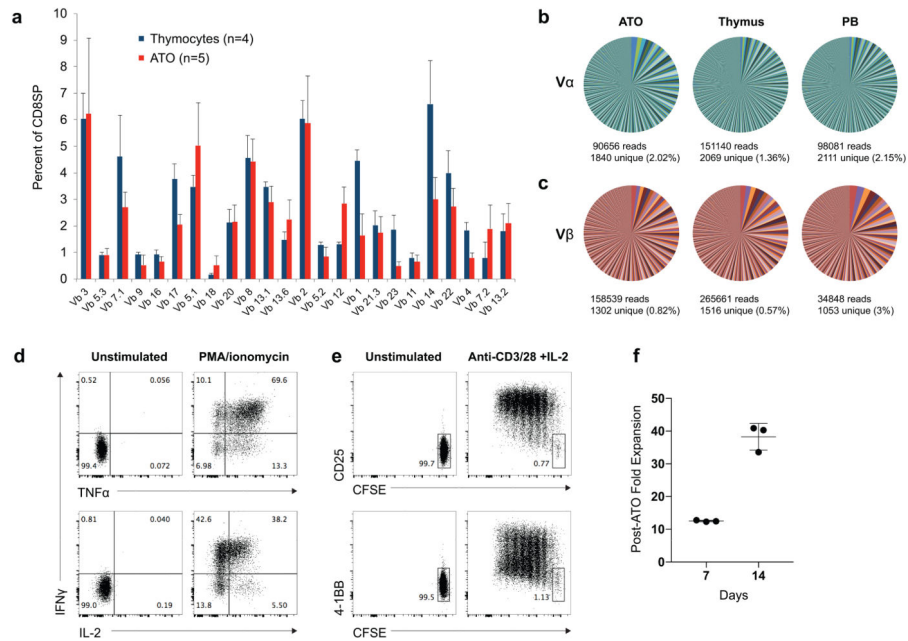 a
Thymocytes (n=4)
ATO (n=5)
Percent of CD8SP
10
9
8
7
6
5
4
3
2
1
0
Vb 3
Vb 5.3
Vb 7.1
Vb 9
Vb 16
Vb 17
Vb 5.1
Vb 18
Vb 20
Vb 8
Vb 13.1
Vb 13.6
Vb 2
Vb 5.2
Vb 12
Vb 1
Vb 21.3
Vb 23
Vb 11
Vb 14
Vb 22
Vb 4
Vb 7.2
Vb 13.2
b
ATO Thymus PB
Vα
90656 reads
1840 unique (2.02%)
151140 reads
2069 unique (1.36%)
98081 reads
2111 unique (2.15%)
c
Vβ
158539 reads
1302 unique (0.82%)
265661 reads
1516 unique (0.57%)
34848 reads
1053 unique (3%)
d
Unstimulated PMA/ionomycin
0.52 0.056
99.4 0.072
10.1 69.6
6.98 13.3
TNFα
0.81 0.040
99.0 0.19
42.6 38.2
13.8 5.50
IFNγ
IL-2
e
Unstimulated Anti-CD3/28 +IL-2
99.7
0.77
CD25
CFSE
99.5
1.13
4-1BB
CFSE
f
Post-ATO Fold Expansion
50
40
30
20
10
0
7 14
Days